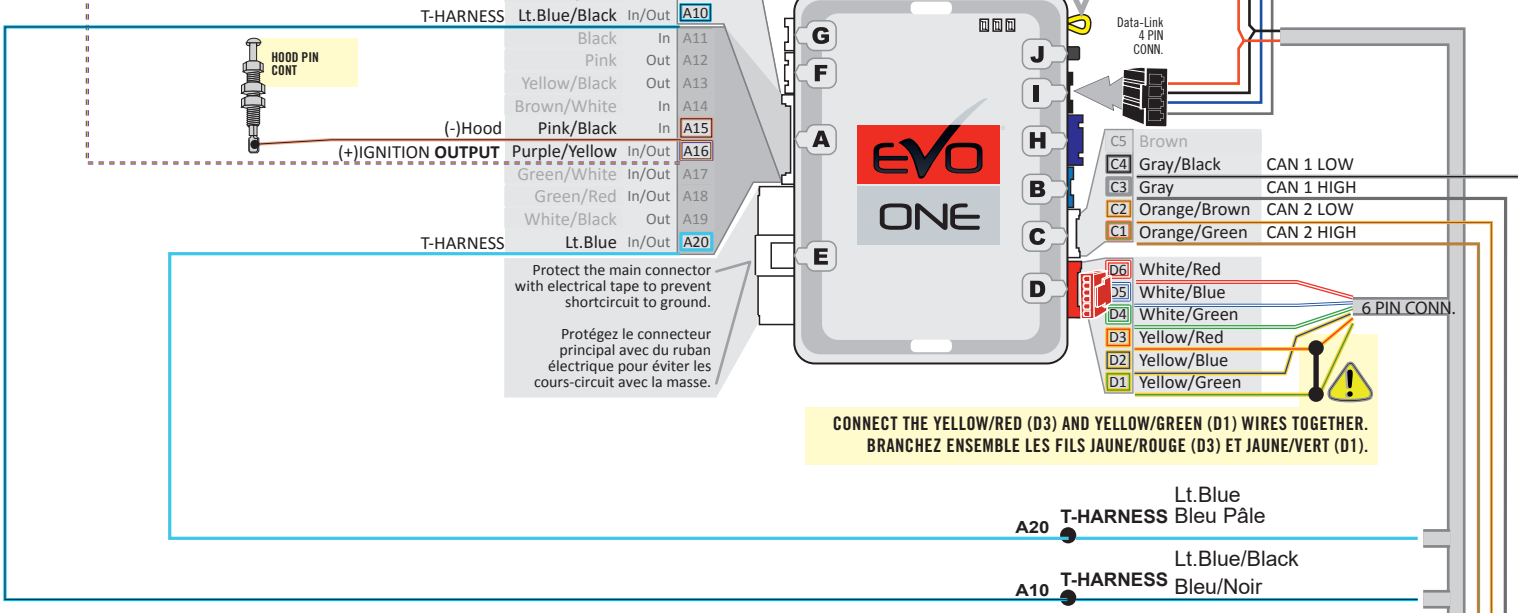 T-HARNESS Lt.Blue/Black In/Out A10
Black In A11
Pink Out A12
Yellow/Black Out A13
Brown/White In A14
(-)Hood Pink/Black In A15
(+)IGNITION OUTPUT Purple/Yellow In/Out A16
Green/White In/Out A17
Green/Red In/Out A18
White/Black Out A19
T-HARNESS Lt.Blue In/Out A20
HOOD PIN
CONT
Protect the main connector
with electrical tape to prevent
shortcircuit to ground.
Protégez le connecteur
principal avec du ruban
électrique pour éviter les
cours-circuit avec la masse.
G
F
A
E
J
I
H
B
C
D
EVO
ONE
Data-Link
4 PIN
CONN.
C5 Brown
C4 Gray/Black CAN 1 LOW
C3 Gray CAN 1 HIGH
C2 Orange/Brown CAN 2 LOW
C1 Orange/Green CAN 2 HIGH
D6 White/Red
D5 White/Blue
D4 White/Green
D3 Yellow/Red
D2 Yellow/Blue
D1 Yellow/Green
6 PIN CONN.
!
CONNECT THE YELLOW/RED (D3) AND YELLOW/GREEN (D1) WIRES TOGETHER.
BRANCHEZ ENSEMBLE LES FILS JAUNE/ROUGE (D3) ET JAUNE/VERT (D1).
Lt.Blue
A20 T-HARNESS Bleu Pâle
Lt.Blue/Black
A10 T-HARNESS Bleu/Noir